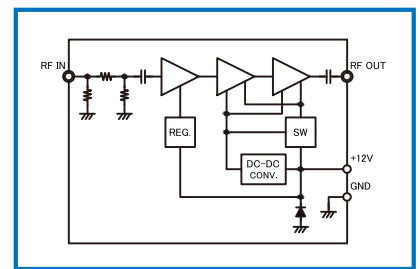 RF IN
RF OUT
REG.
SW
DC-DC
CONV.
+12V
GND